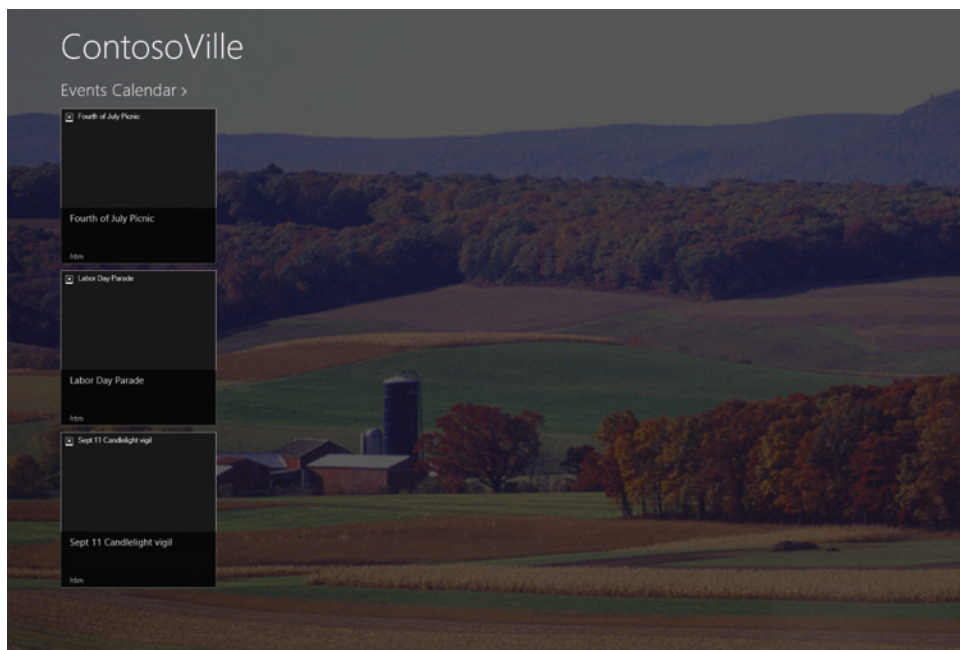 ContosoVille
Events Calendar >
Fourth of July Picnic
Fourth of July Picnic
htm
Labor Day Parade
Labor Day Parade
htm
Sept 11 Candlelight vigil
Sept 11 Candlelight vigil
htm